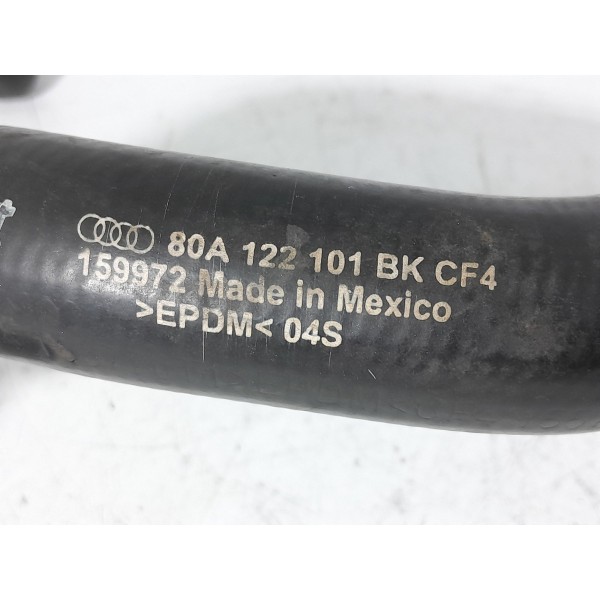 80A 122 101 BK CF4
159972 Made in Mexico
>EPDM< 04S